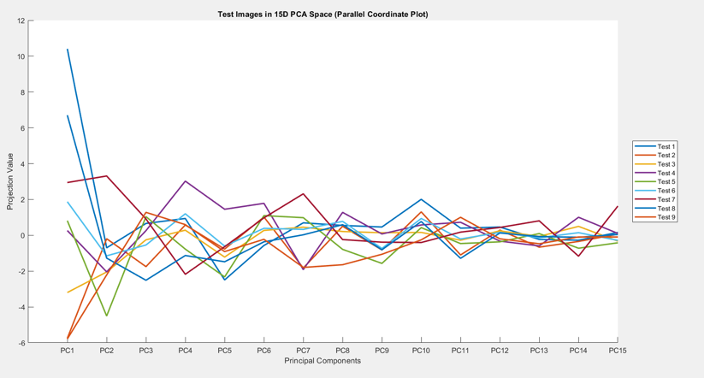 Test Images in 15D PCA Space (Parallel Coordinate Plot)
12
10
8
6
4
2
0
-2
-4
-6
Projection Value
PC1 PC2 PC3 PC4 PC5 PC6 PC7 PC8 PC9 PC10 PC11 PC12 PC13 PC14 PC15
Principal Components
Test 1
Test 2
Test 3
Test 4
Test 5
Test 6
Test 7
Test 8
Test 9